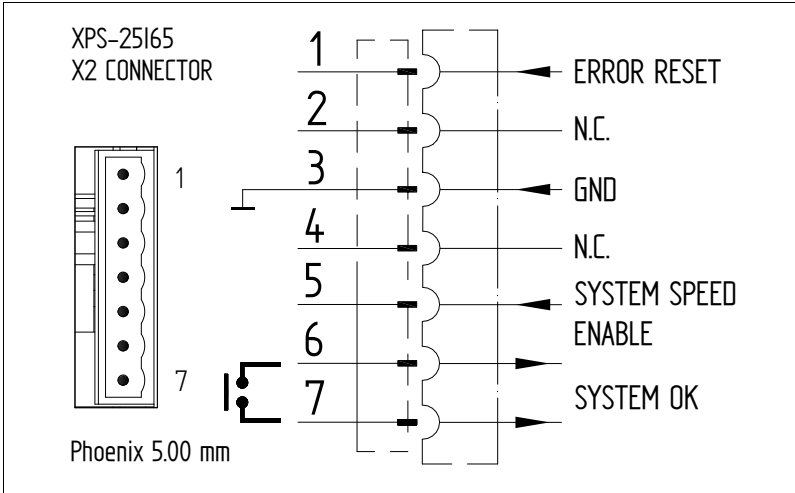 XPS-25165
X2 CONNECTOR
1
7
Phoenix 5.00 mm
1
ERROR RESET
2
N.C.
3
GND
4
N.C.
5
SYSTEM SPEED
ENABLE
6
7
SYSTEM OK